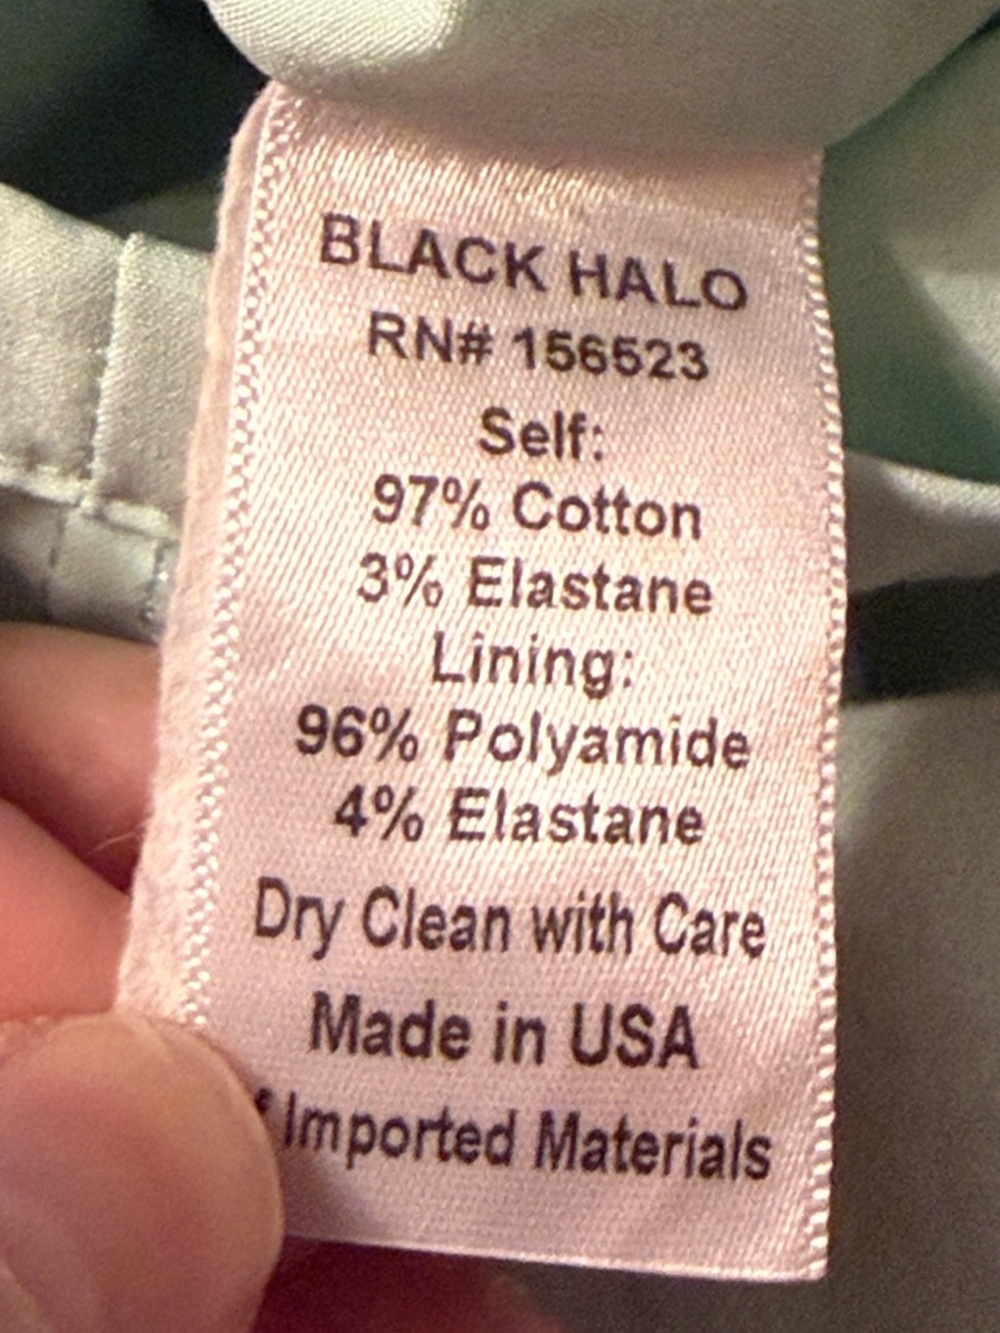 BLACK HALO
RN# 156523
Self:
97% Cotton
3% Elastane
Lining:
96% Polyamide
4% Elastane
Dry Clean with Care
Made in USA
Imported Materials